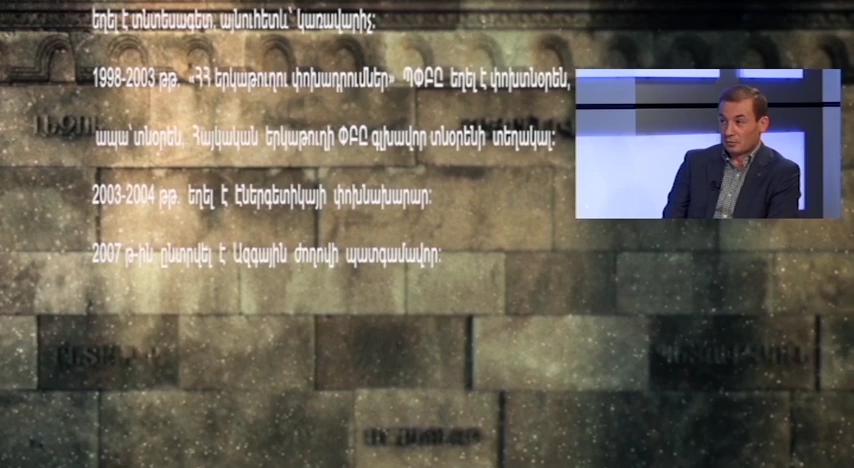 եղել է տնտեսագետ, այնուհետև՝ կառավարիչ:
1998-2003 թթ. «ՀՀ երկաթուղու փոխադրումներ» ՊՓԲԸ եղել է փոխտնօրեն,
ապա՝ տնօրեն, Հայկական երկաթուղի ՓԲԸ գլխավոր տնօրենի տեղակալ:
2003-2004 թթ. եղել է էներգետիկայի փոխնախարար:
2007 թ-ին ընտրվել է Ազգային ժողովի պատգամավոր: